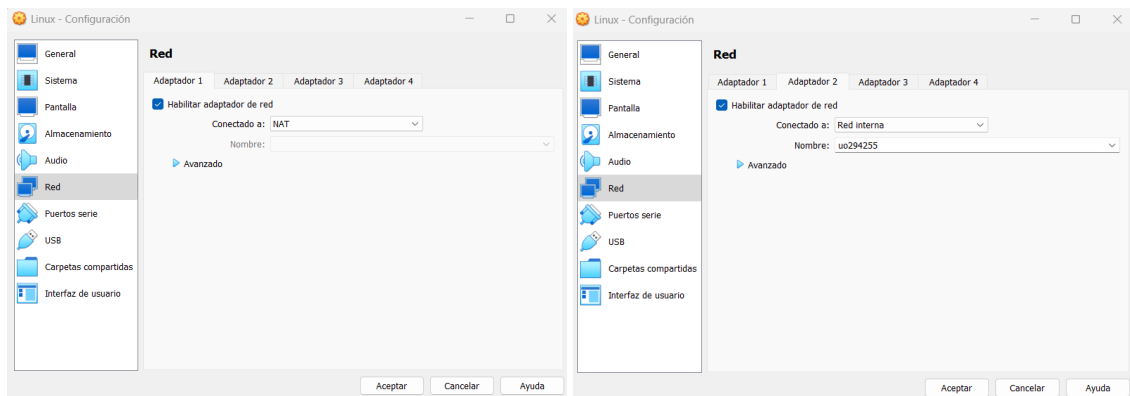 Linux - Configuración
General
Sistema
Pantalla
Almacenamiento
Audio
Red
Puertos serie
USB
Carpetas compartidas
Interfaz de usuario
Red
Adaptador 1 Adaptador 2 Adaptador 3 Adaptador 4
Habilitar adaptador de red
Conectado a: NAT
Nombre:
Avanzado
Aceptar Cancelar Ayuda
Linux - Configuración
General
Sistema
Pantalla
Almacenamiento
Audio
Red
Puertos serie
USB
Carpetas compartidas
Interfaz de usuario
Red
Adaptador 1 Adaptador 2 Adaptador 3 Adaptador 4
Habilitar adaptador de red
Conectado a: Red interna
Nombre: uo294255
Avanzado
Aceptar Cancelar Ayuda